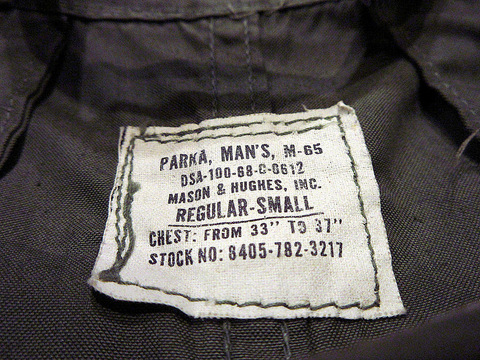 PARKA, MAN'S, M-65
DSA-100-68-C-0612
MASON & HUGHES, INC.
REGULAR-SMALL
CHEST: FROM 33" TO 37"
STOCK NO: 8405-782-3217